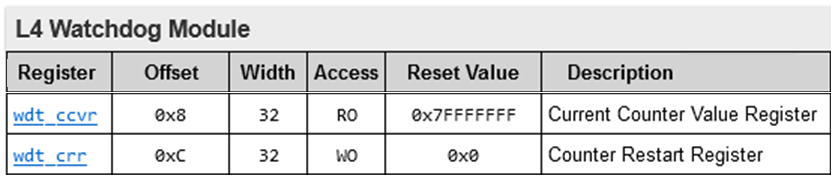 L4 Watchdog Module
Register Offset Width Access Reset Value Description
wdt_ccvr 0x8 32 RO 0x7FFFFFFF Current Counter Value Register
wdt_crr 0xC 32 WO 0x0 Counter Restart Register